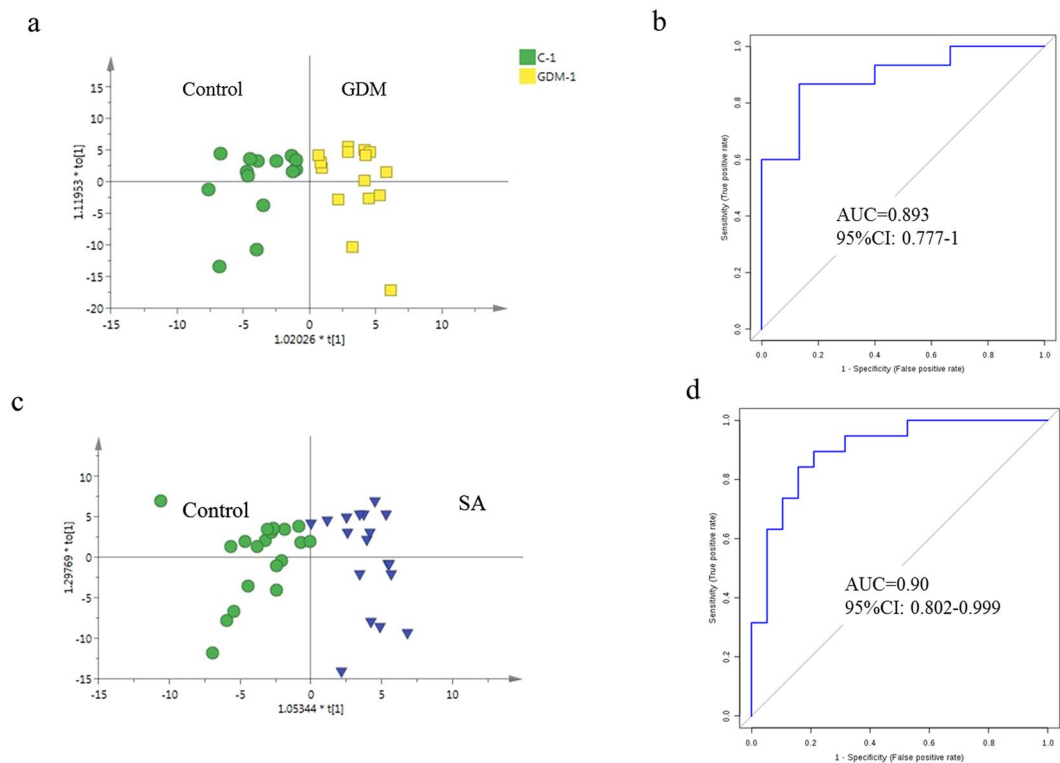 a
C-1
GDM-1
Control
GDM
15
10
5
0
-5
-10
-15
-20
1.11953 * to[1]
-15
-10
-5
0
5
10
1.02026 * t[1]
b
1.0
0.8
0.6
0.4
0.2
0.0
Sensitivity (True positive rate)
AUC=0.893
95%CI: 0.777-1
0.0
0.2
0.4
0.6
0.8
1.0
1 - Specificity (False positive rate)
c
Control
SA
10
5
0
-5
-10
-15
1.29769 * to[1]
-15
-10
-5
0
5
10
1.05344 * t[1]
d
1.0
0.8
0.6
0.4
0.2
0.0
Sensitivity (True positive rate)
AUC=0.90
95%CI: 0.802-0.999
0.0
0.2
0.4
0.6
0.8
1.0
1 - Specificity (False positive rate)